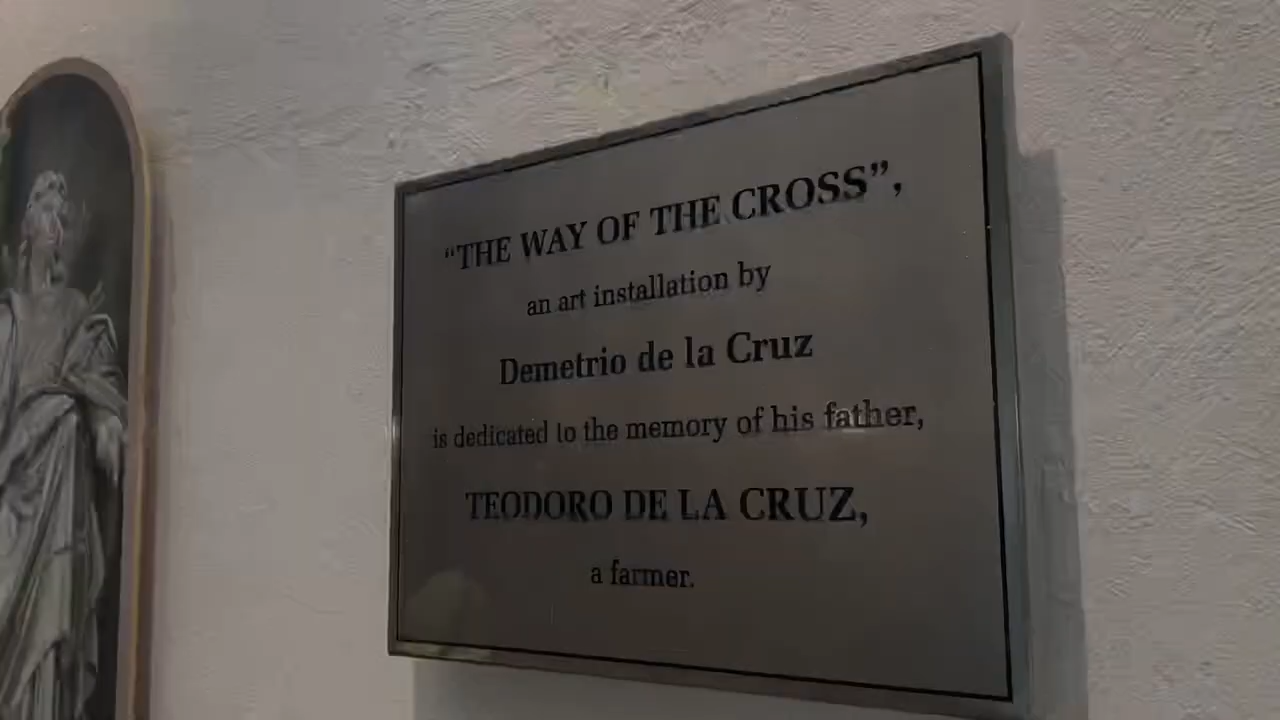 “THE WAY OF THE CROSS”,
an art installation by
Demetrio de la Cruz
is dedicated to the memory of his father,
TEODORO DE LA CRUZ,
a farmer.